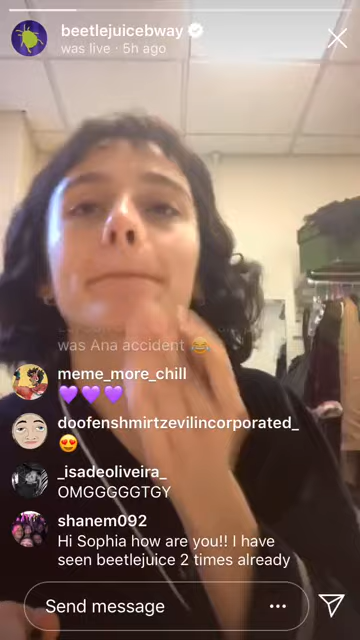 beetlejuicebway
was live · 5h ago
was Ana accident 😂
meme_more_chill
💜💜💜
doofenshmirtzevilincorporated_
😍
_isadeoliveira_
OMGGGGGTGY
shanem092
Hi Sophia how are you!! I have
seen beetlejuice 2 times already
Send message